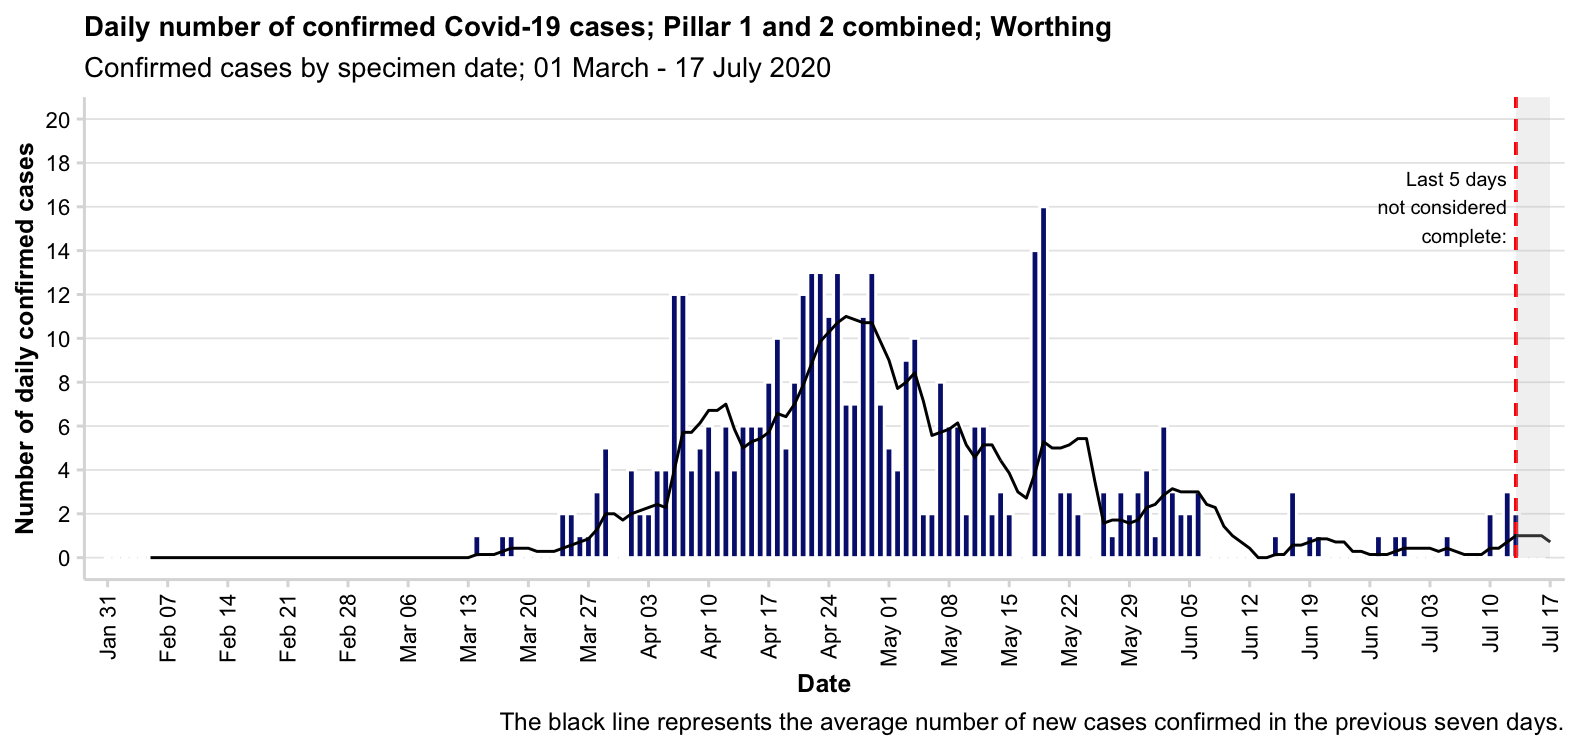 Daily number of confirmed Covid-19 cases; Pillar 1 and 2 combined; Worthing
Confirmed cases by specimen date; 01 March - 17 July 2020
Number of daily confirmed cases
20
18
16
14
12
10
8
6
4
2
0
Last 5 days
not considered
complete:
Jan 31
Feb 07
Feb 14
Feb 21
Feb 28
Mar 06
Mar 13
Mar 20
Mar 27
Apr 03
Apr 10
Apr 17
Apr 24
May 01
May 08
May 15
May 22
May 29
Jun 05
Jun 12
Jun 19
Jun 26
Jul 03
Jul 10
Jul 17
Date
The black line represents the average number of new cases confirmed in the previous seven days.